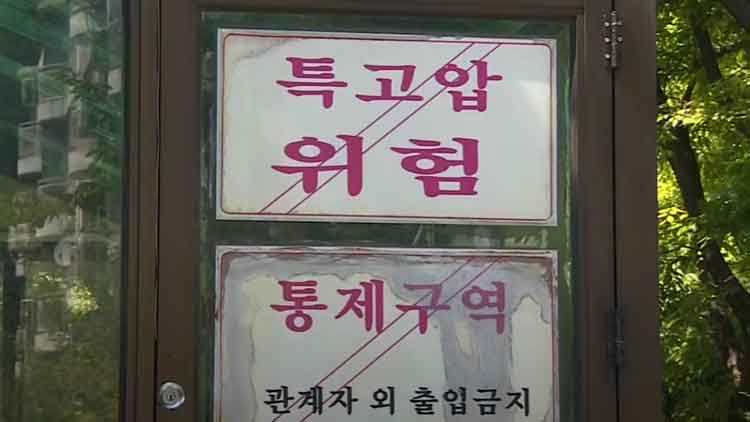 특고압
위험
통제구역
관계자 외 출입금지